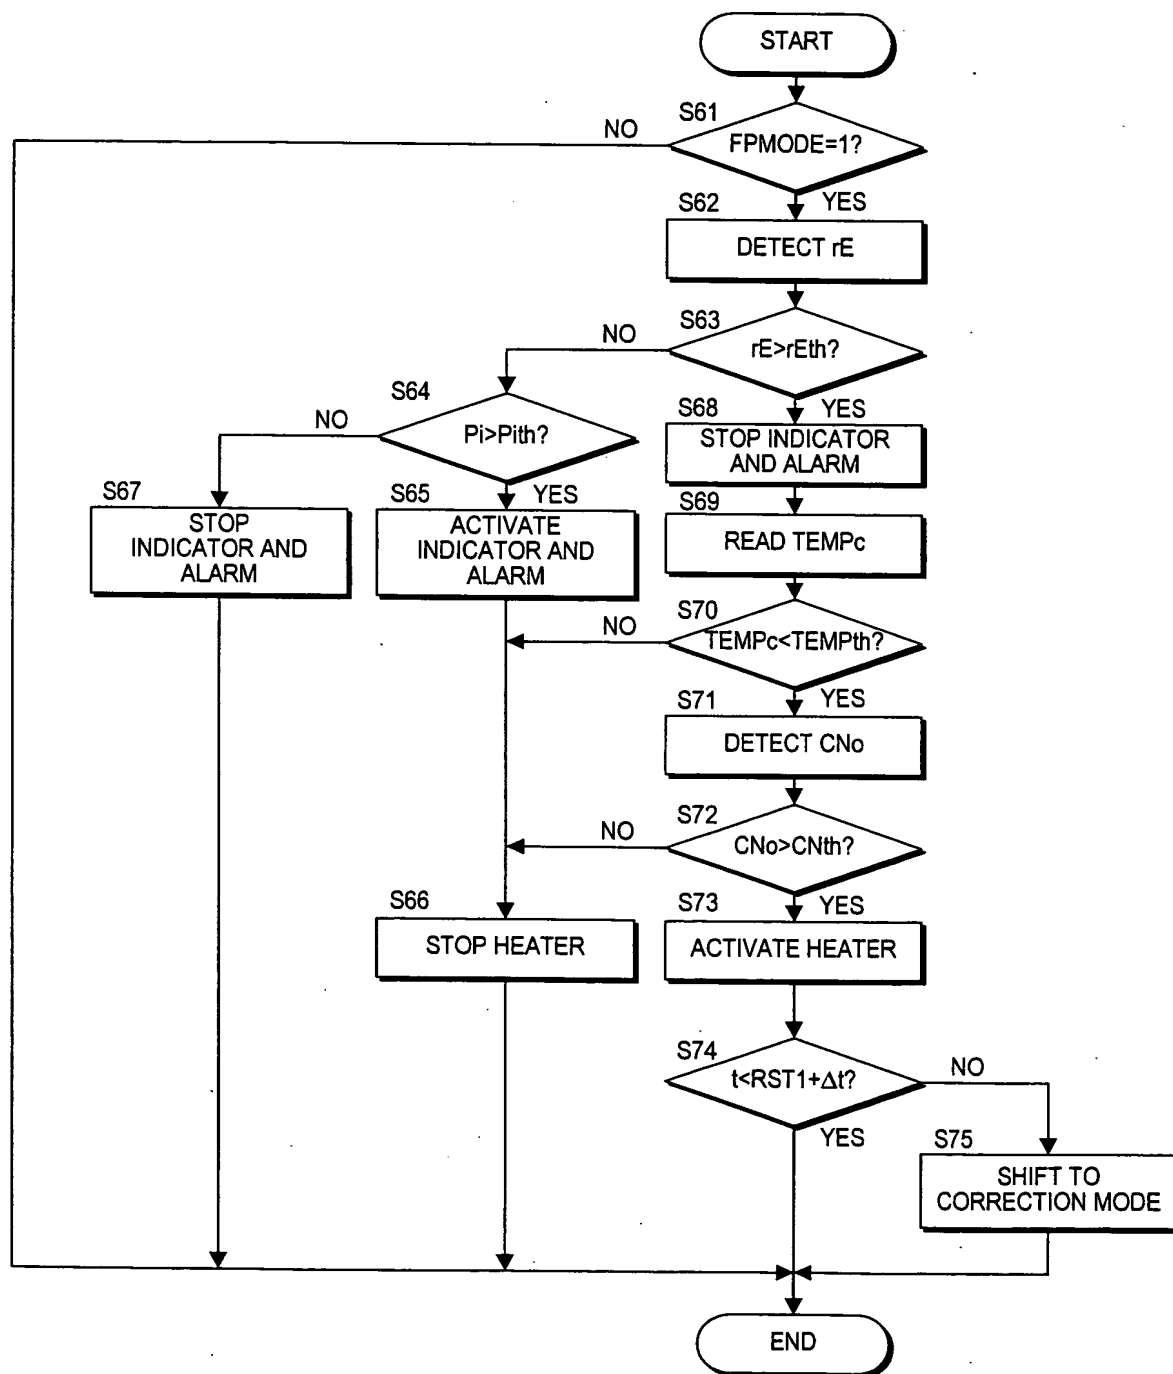 START
S61
NO
FPMODE=1?
YES
S62
DETECT rE
S63
NO
rE>rEth?
YES
S64
NO
Pi>Pith?
YES
S68
STOP INDICATOR
AND ALARM
S67
STOP
INDICATOR AND
ALARM
S65
ACTIVATE
INDICATOR AND
ALARM
S69
READ TEMPc
S70
NO
TEMPc<TEMPth?
YES
S71
DETECT CNo
S72
NO
CNo>CNth?
YES
S66
STOP HEATER
S73
ACTIVATE HEATER
S74
t<RST1+Δt?
NO
YES
S75
SHIFT TO
CORRECTION MODE
END